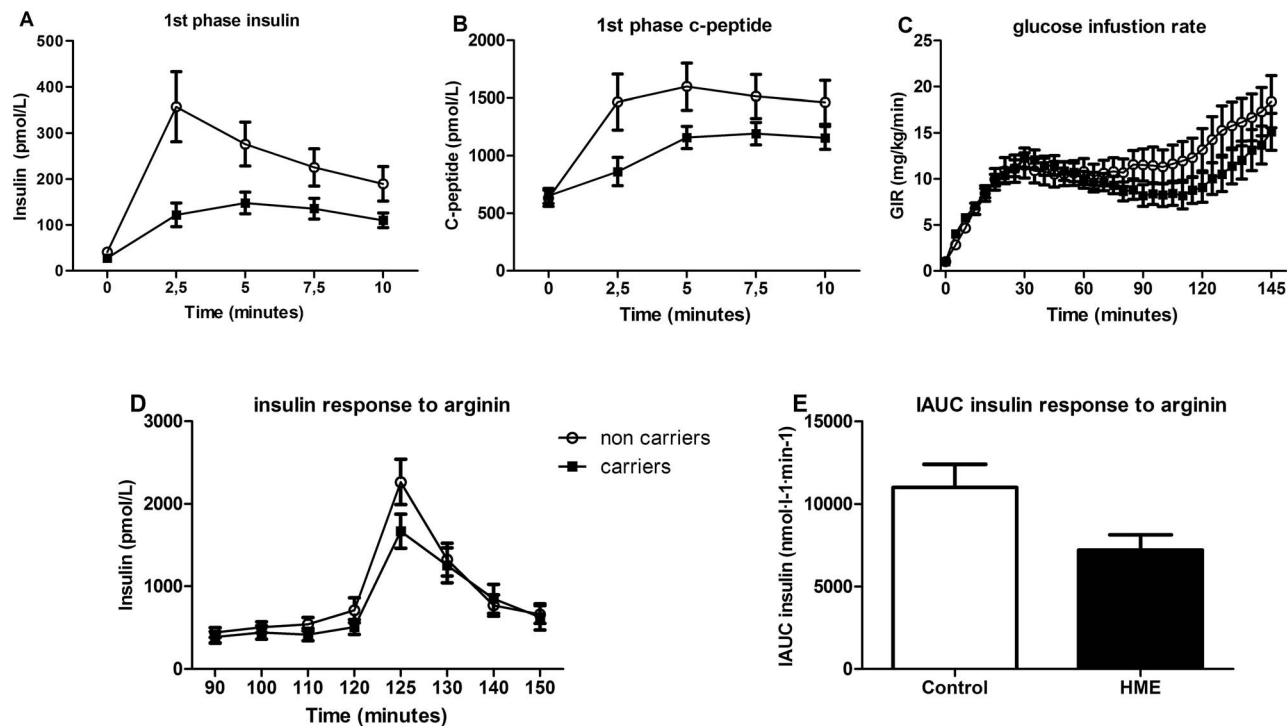 A
1st phase insulin
Insulin (pmol/L)
500
400
300
200
100
0
0 2,5 5 7,5 10
Time (minutes)
B
1st phase c-peptide
C-peptide (pmol/L)
2000
1500
1000
500
0
0 2,5 5 7,5 10
Time (minutes)
C
glucose infustion rate
GIR (mg/kg/min)
25
20
15
10
5
0
0 30 60 90 120 145
Time (minutes)
D
insulin response to arginin
Insulin (pmol/L)
3000
2000
1000
0
90 100 110 120 125 130 140 150
Time (minutes)
non carriers
carriers
E
IAUC insulin response to arginin
IAUC insulin (nmol·l-1·min-1)
15000
10000
5000
0
Control HME